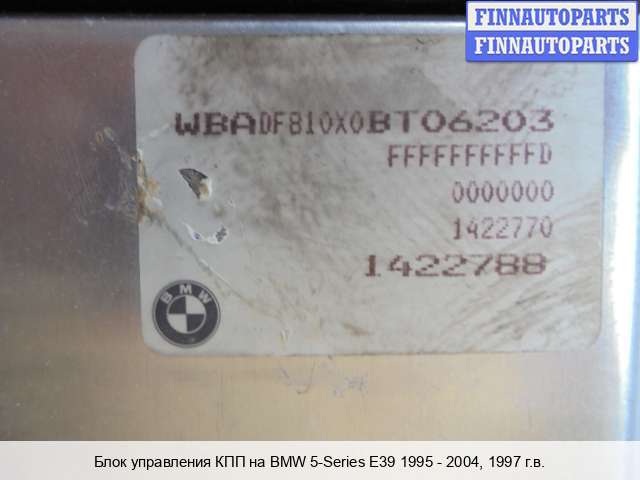 FINNAUTOPARTS
FINNAUTOPARTS
WBADF810X0BT06203
FFFFFFFFFFD
0000000
1422770
1422788
BMW
Блок управления КПП на BMW 5-Series E39 1995 - 2004, 1997 г.в.